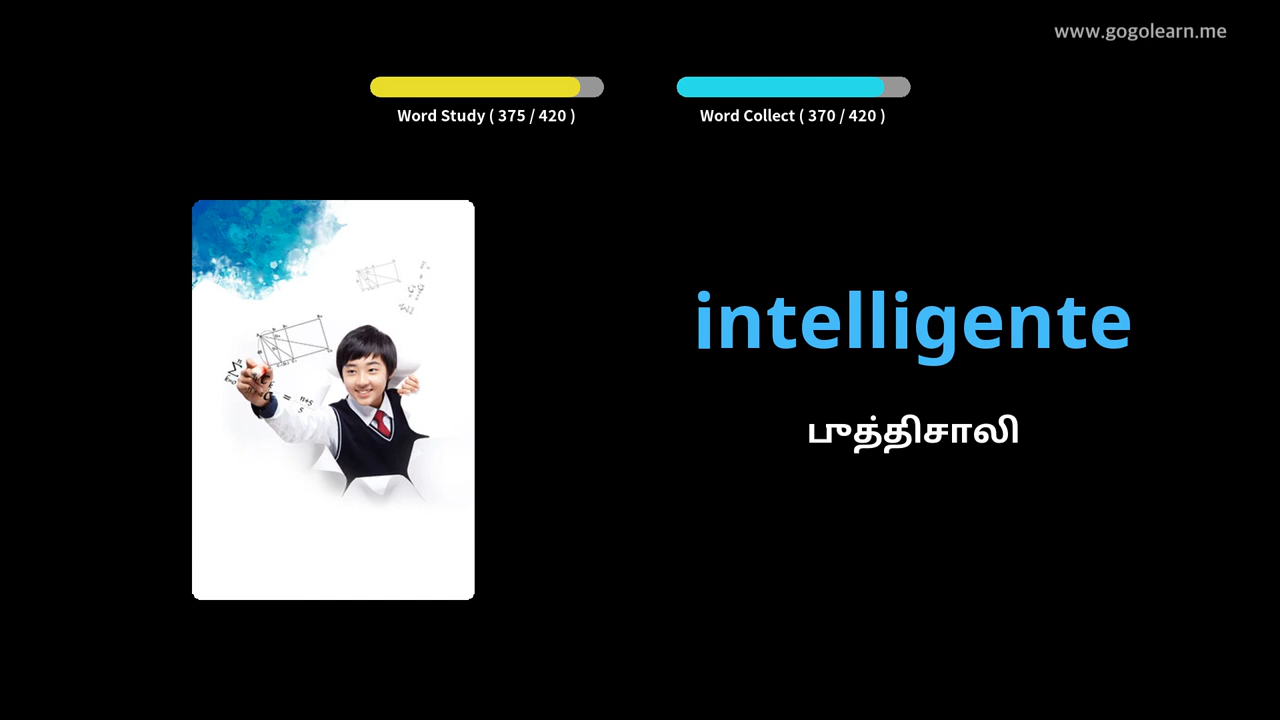 www.gogolearn.me
Word Study ( 375 / 420 )
Word Collect ( 370 / 420 )
intelligente
புத்திசாலி